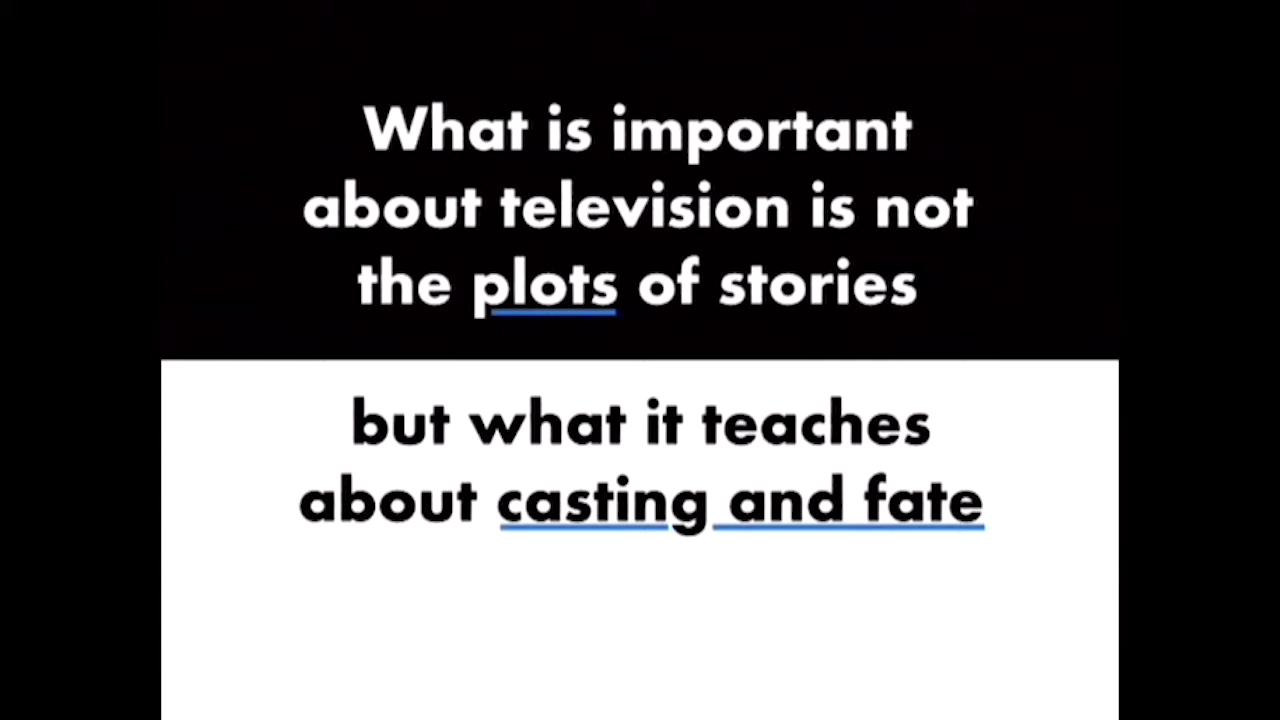 What is important
about television is not
the plots of stories
but what it teaches
about casting and fate